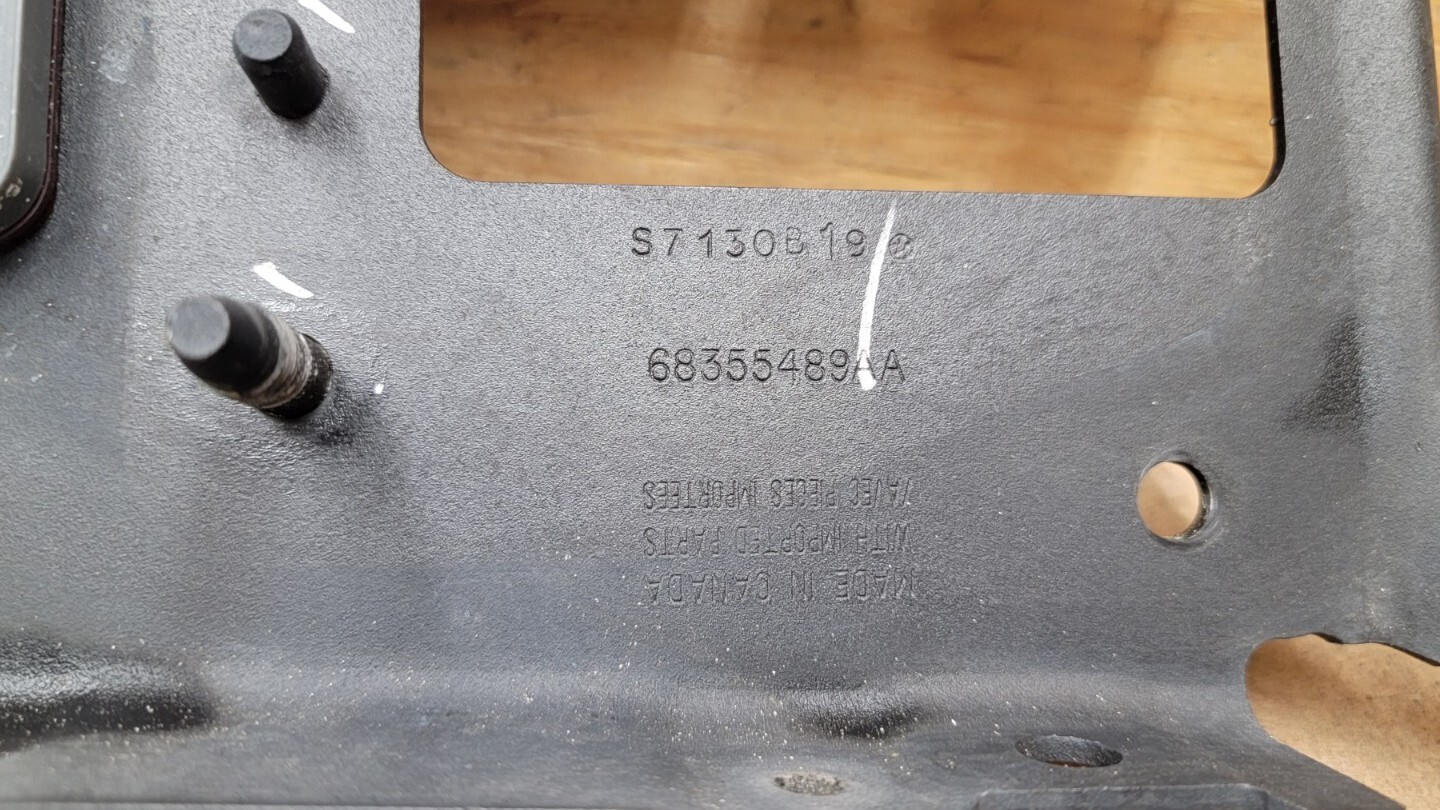 S7130B19
68355489AA
MADE IN CANADA
WITH IMPORTED PARTS
/AVEC PIECES IMPORTEES